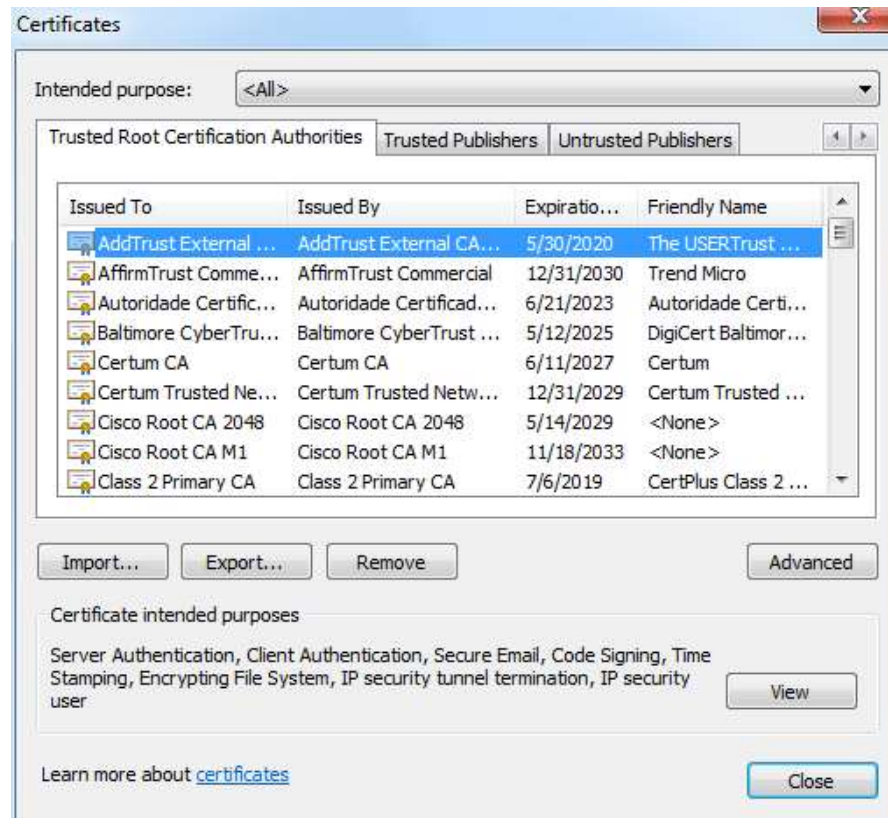 Certificates
Intended purpose: <All>
Trusted Root Certification Authorities Trusted Publishers Untrusted Publishers
Issued To Issued By Expiratio... Friendly Name
AddTrust External ... AddTrust External CA... 5/30/2020 The USERTrust ...
AffirmTrust Comme... AffirmTrust Commercial 12/31/2030 Trend Micro
Autoridade Certific... Autoridade Certificad... 6/21/2023 Autoridade Certi...
Baltimore CyberTru... Baltimore CyberTrust ... 5/12/2025 DigiCert Baltimor...
Certum CA Certum CA 6/11/2027 Certum
Certum Trusted Ne... Certum Trusted Netw... 12/31/2029 Certum Trusted ...
Cisco Root CA 2048 Cisco Root CA 2048 5/14/2029 <None>
Cisco Root CA M1 Cisco Root CA M1 11/18/2033 <None>
Class 2 Primary CA Class 2 Primary CA 7/6/2019 CertPlus Class 2 ...
Import... Export... Remove Advanced
Certificate intended purposes
Server Authentication, Client Authentication, Secure Email, Code Signing, Time
Stamping, Encrypting File System, IP security tunnel termination, IP security
user
View
Learn more about certificates
Close